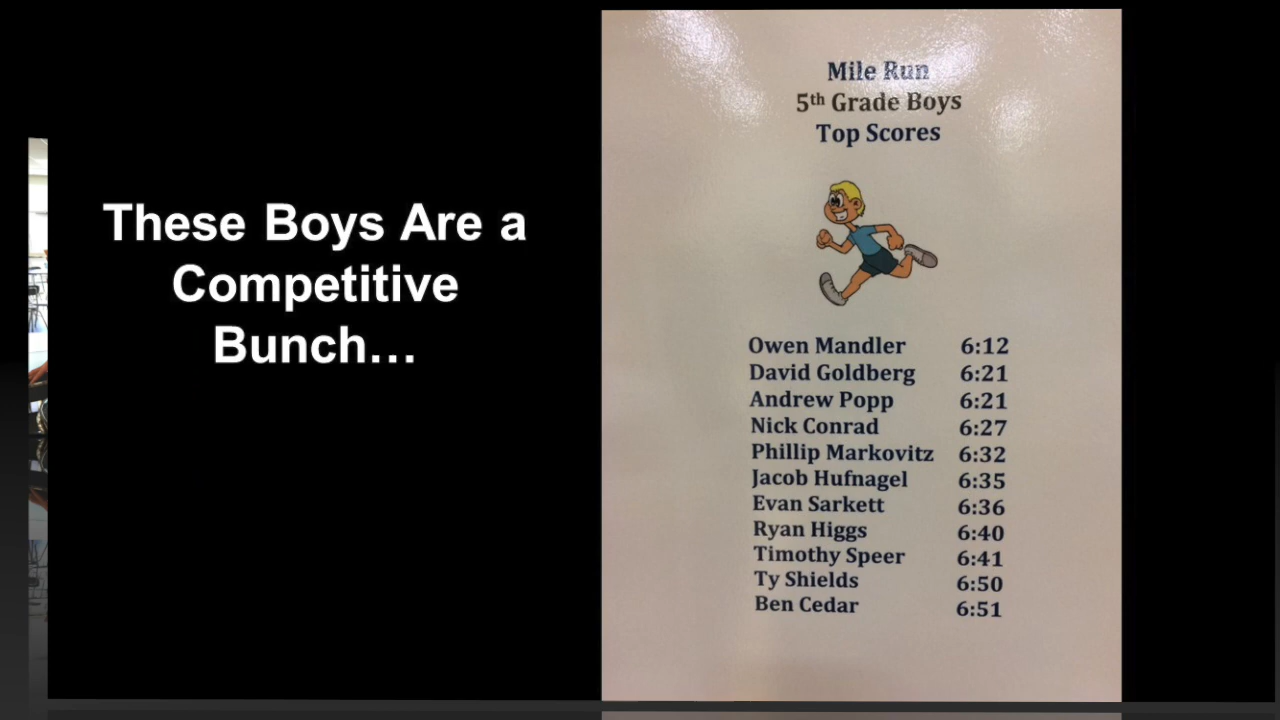 These Boys Are a
Competitive
Bunch…
Mile Run
5th Grade Boys
Top Scores
Owen Mandler 6:12
David Goldberg 6:21
Andrew Popp 6:21
Nick Conrad 6:27
Phillip Markovitz 6:32
Jacob Hufnagel 6:35
Evan Sarkett 6:36
Ryan Higgs 6:40
Timothy Speer 6:41
Ty Shields 6:50
Ben Cedar 6:51